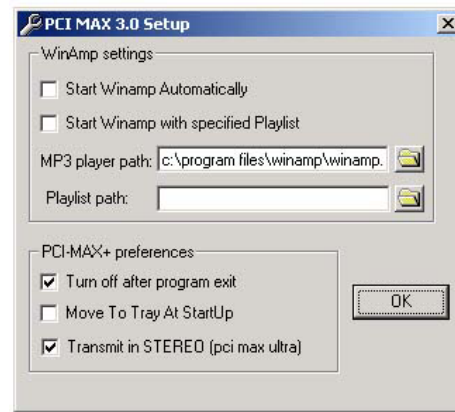 PCI MAX 3.0 Setup
WinAmp settings
Start Winamp Automatically
Start Winamp with specified Playlist
MP3 player path: c:\program files\winamp\winamp.
Playlist path:
PCI-MAX+ preferences
Turn off after program exit
Move To Tray At StartUp
Transmit in STEREO (pci max ultra)
OK